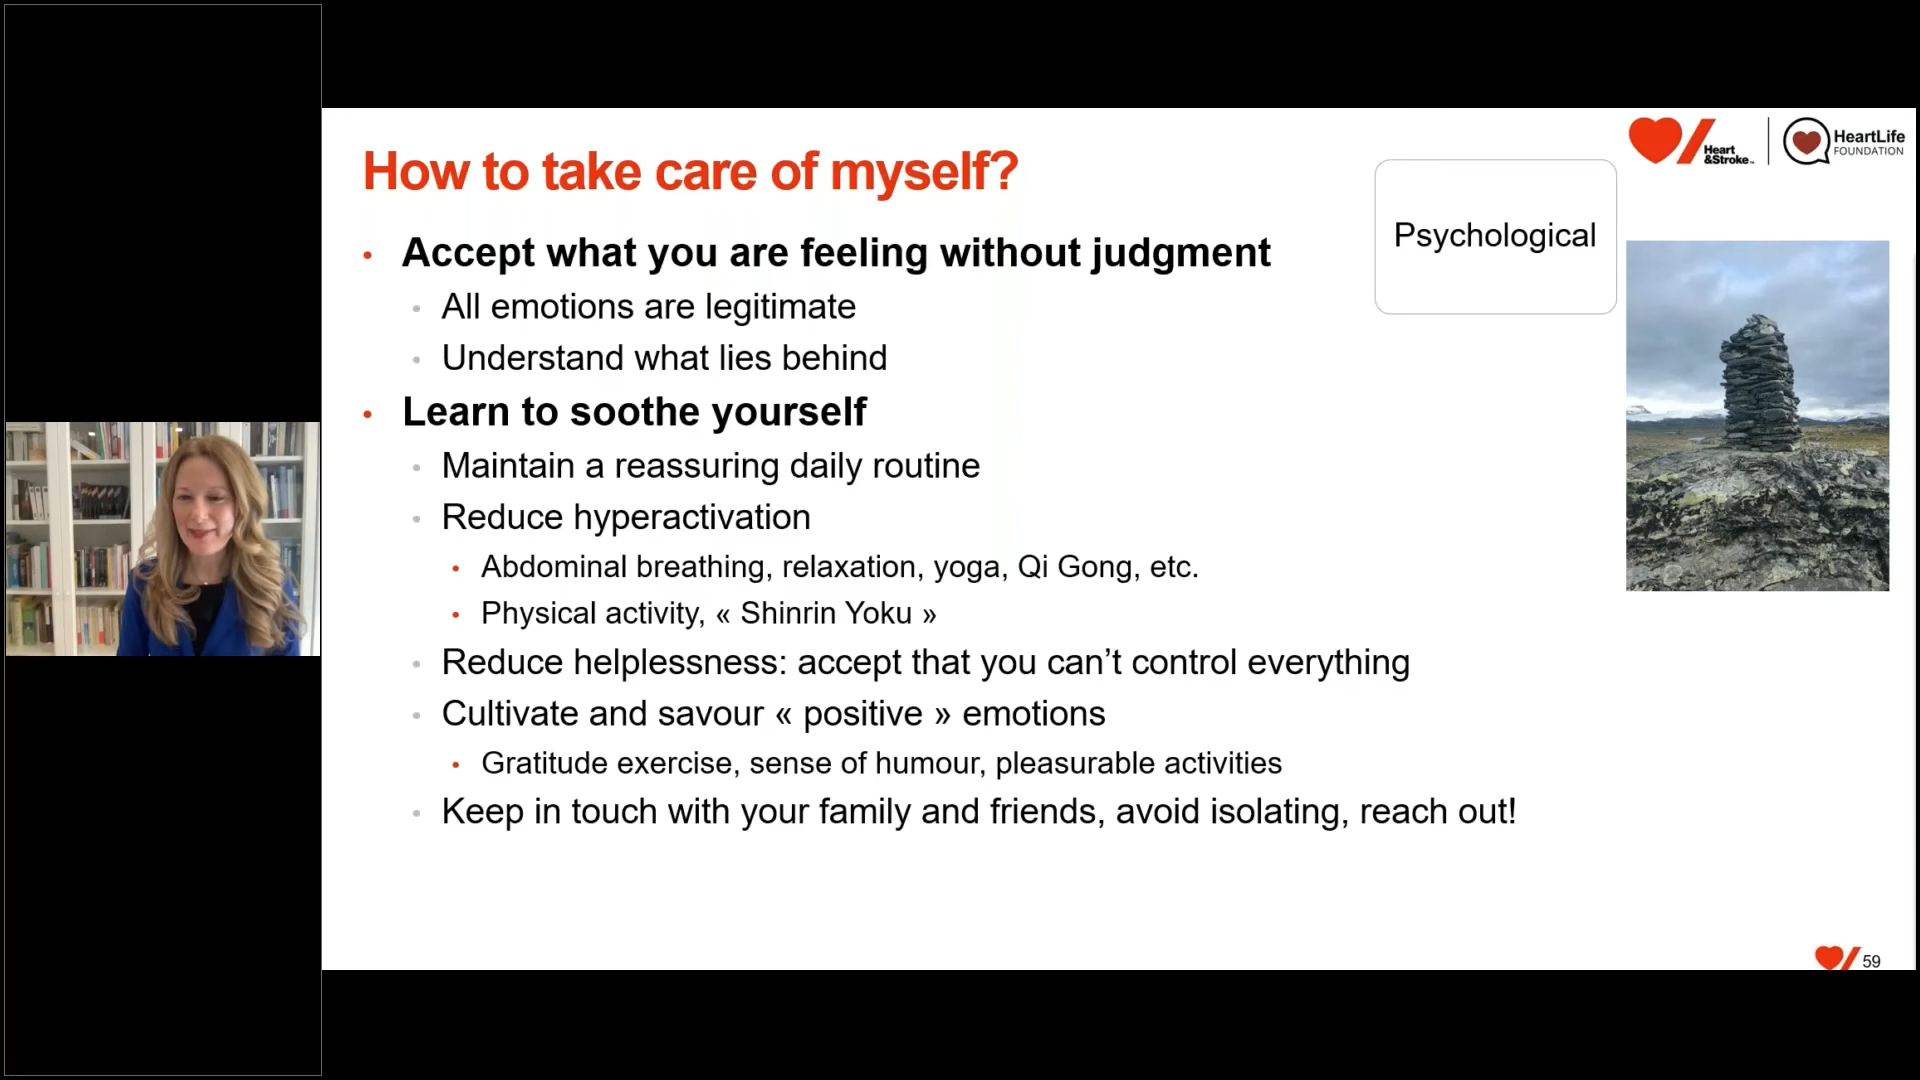 How to take care of myself?
Psychological
Heart
&Stroke™
HeartLife
FOUNDATION
• Accept what you are feeling without judgment
• All emotions are legitimate
• Understand what lies behind
• Learn to soothe yourself
• Maintain a reassuring daily routine
• Reduce hyperactivation
• Abdominal breathing, relaxation, yoga, Qi Gong, etc.
• Physical activity, « Shinrin Yoku »
• Reduce helplessness: accept that you can’t control everything
• Cultivate and savour « positive » emotions
• Gratitude exercise, sense of humour, pleasurable activities
• Keep in touch with your family and friends, avoid isolating, reach out!
59